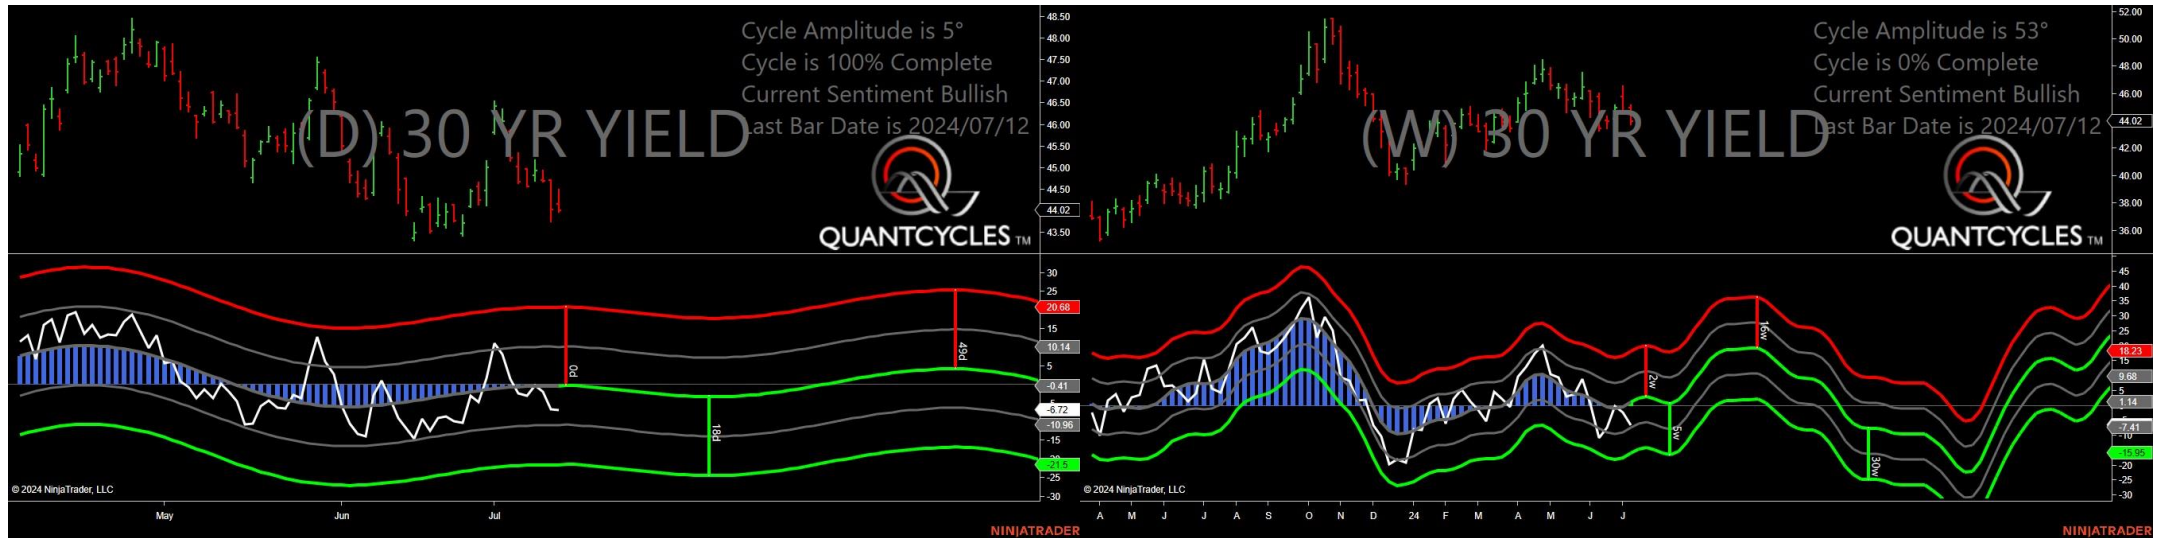 Cycle Amplitude is 5°
Cycle is 100% Complete
Current Sentiment Bullish
Last Bar Date is 2024/07/12
(D) 30 YR YIELD
QUANTCYCLES TM
48.50
48.00
47.50
47.00
46.50
46.00
45.50
45.00
44.50
44.02
43.50
30
25
20.68
15
10.14
5
-0.41
-5
-6.72
-10.96
-15
-21.5
-25
-30
0d
18d
49d
© 2024 NinjaTrader, LLC
May Jun Jul
NINJATRADER
Cycle Amplitude is 53°
Cycle is 0% Complete
Current Sentiment Bullish
Last Bar Date is 2024/07/12
(W) 30 YR YIELD
QUANTCYCLES TM
52.00
50.00
48.00
46.00
44.02
42.00
40.00
38.00
36.00
45
40
35
30
18.23
15
9.68
1.14
-7.41
-15.95
-20
-25
-30
2w
5w
16w
30w
© 2024 NinjaTrader, LLC
A M J J A S O N D 24 F M A M J J
NINJATRADER